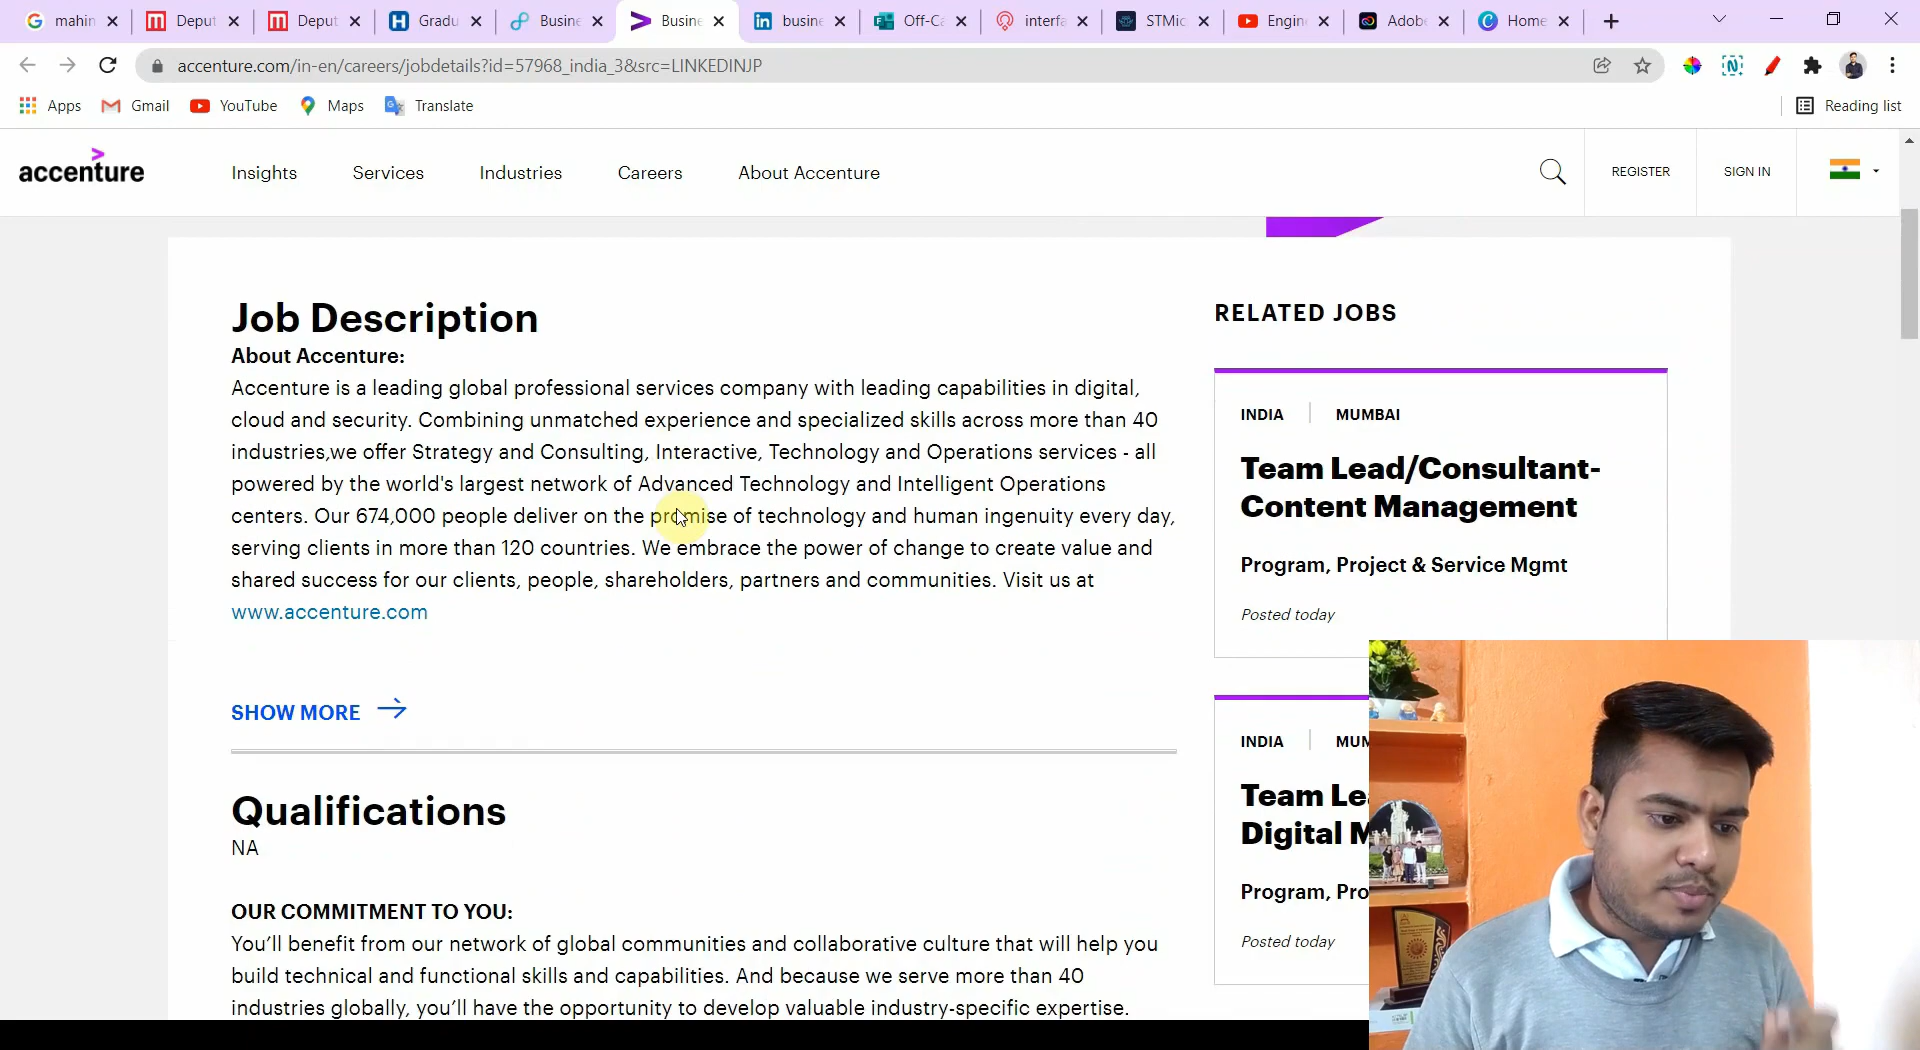 mahin
Deput
Deput
Gradu
Busine
Busine
busine
Off-Ca
interfa
STMic
Engin
Adob
Home
accenture.com/in-en/careers/jobdetails?id=57968_india_3&src=LINKEDINJP
Apps
Gmail
YouTube
Maps
Translate
Reading list
accenture
Insights
Services
Industries
Careers
About Accenture
REGISTER
SIGN IN
Job Description
About Accenture:
Accenture is a leading global professional services company with leading capabilities in digital,
cloud and security. Combining unmatched experience and specialized skills across more than 40
industries,we offer Strategy and Consulting, Interactive, Technology and Operations services - all
powered by the world's largest network of Advanced Technology and Intelligent Operations
centers. Our 674,000 people deliver on the promise of technology and human ingenuity every day,
serving clients in more than 120 countries. We embrace the power of change to create value and
shared success for our clients, people, shareholders, partners and communities. Visit us at
www.accenture.com
SHOW MORE
Qualifications
NA
OUR COMMITMENT TO YOU:
You'll benefit from our network of global communities and collaborative culture that will help you
build technical and functional skills and capabilities. And because we serve more than 40
industries globally, you'll have the opportunity to develop valuable industry-specific expertise.
RELATED JOBS
INDIA
MUMBAI
Team Lead/Consultant-
Content Management
Program, Project & Service Mgmt
Posted today
INDIA
MUM
Team Le
Digital M
Program, Pro
Posted today